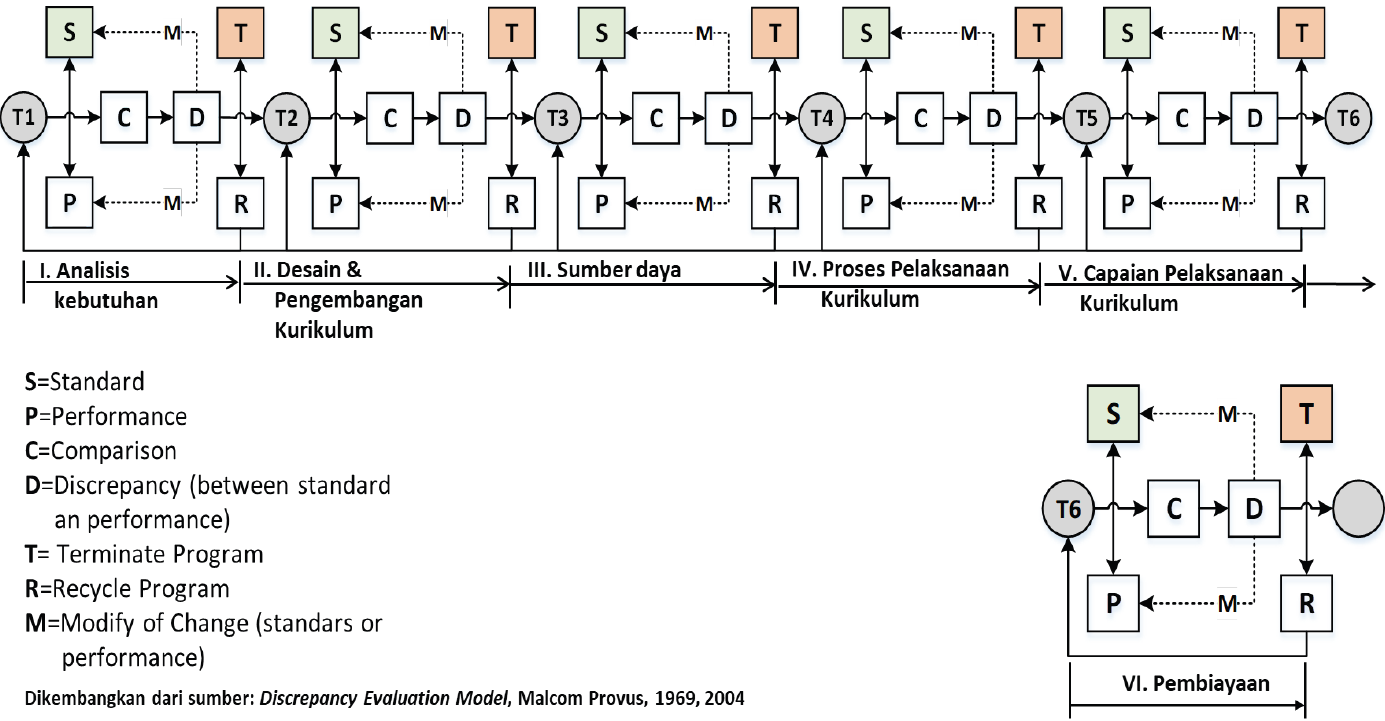 S M T S M T S M T S M T S M T
T1 C D T2 C D T3 C D T4 C D T5 C D T6
P M R P M R P M R P M R P M R
I. Analisis
kebutuhan
II. Desain &
Pengembangan
Kurikulum
III. Sumber daya
IV. Proses Pelaksanaan
Kurikulum
V. Capaian Pelaksanaan
Kurikulum
S=Standard
P=Performance
C=Comparison
D=Discrepancy (between standard
an performance)
T= Terminate Program
R=Recycle Program
M=Modify of Change (standars or
performance)
S M T
T6 C D
P M R
VI. Pembiayaan
Dikembangkan dari sumber: Discrepancy Evaluation Model, Malcom Provus, 1969, 2004